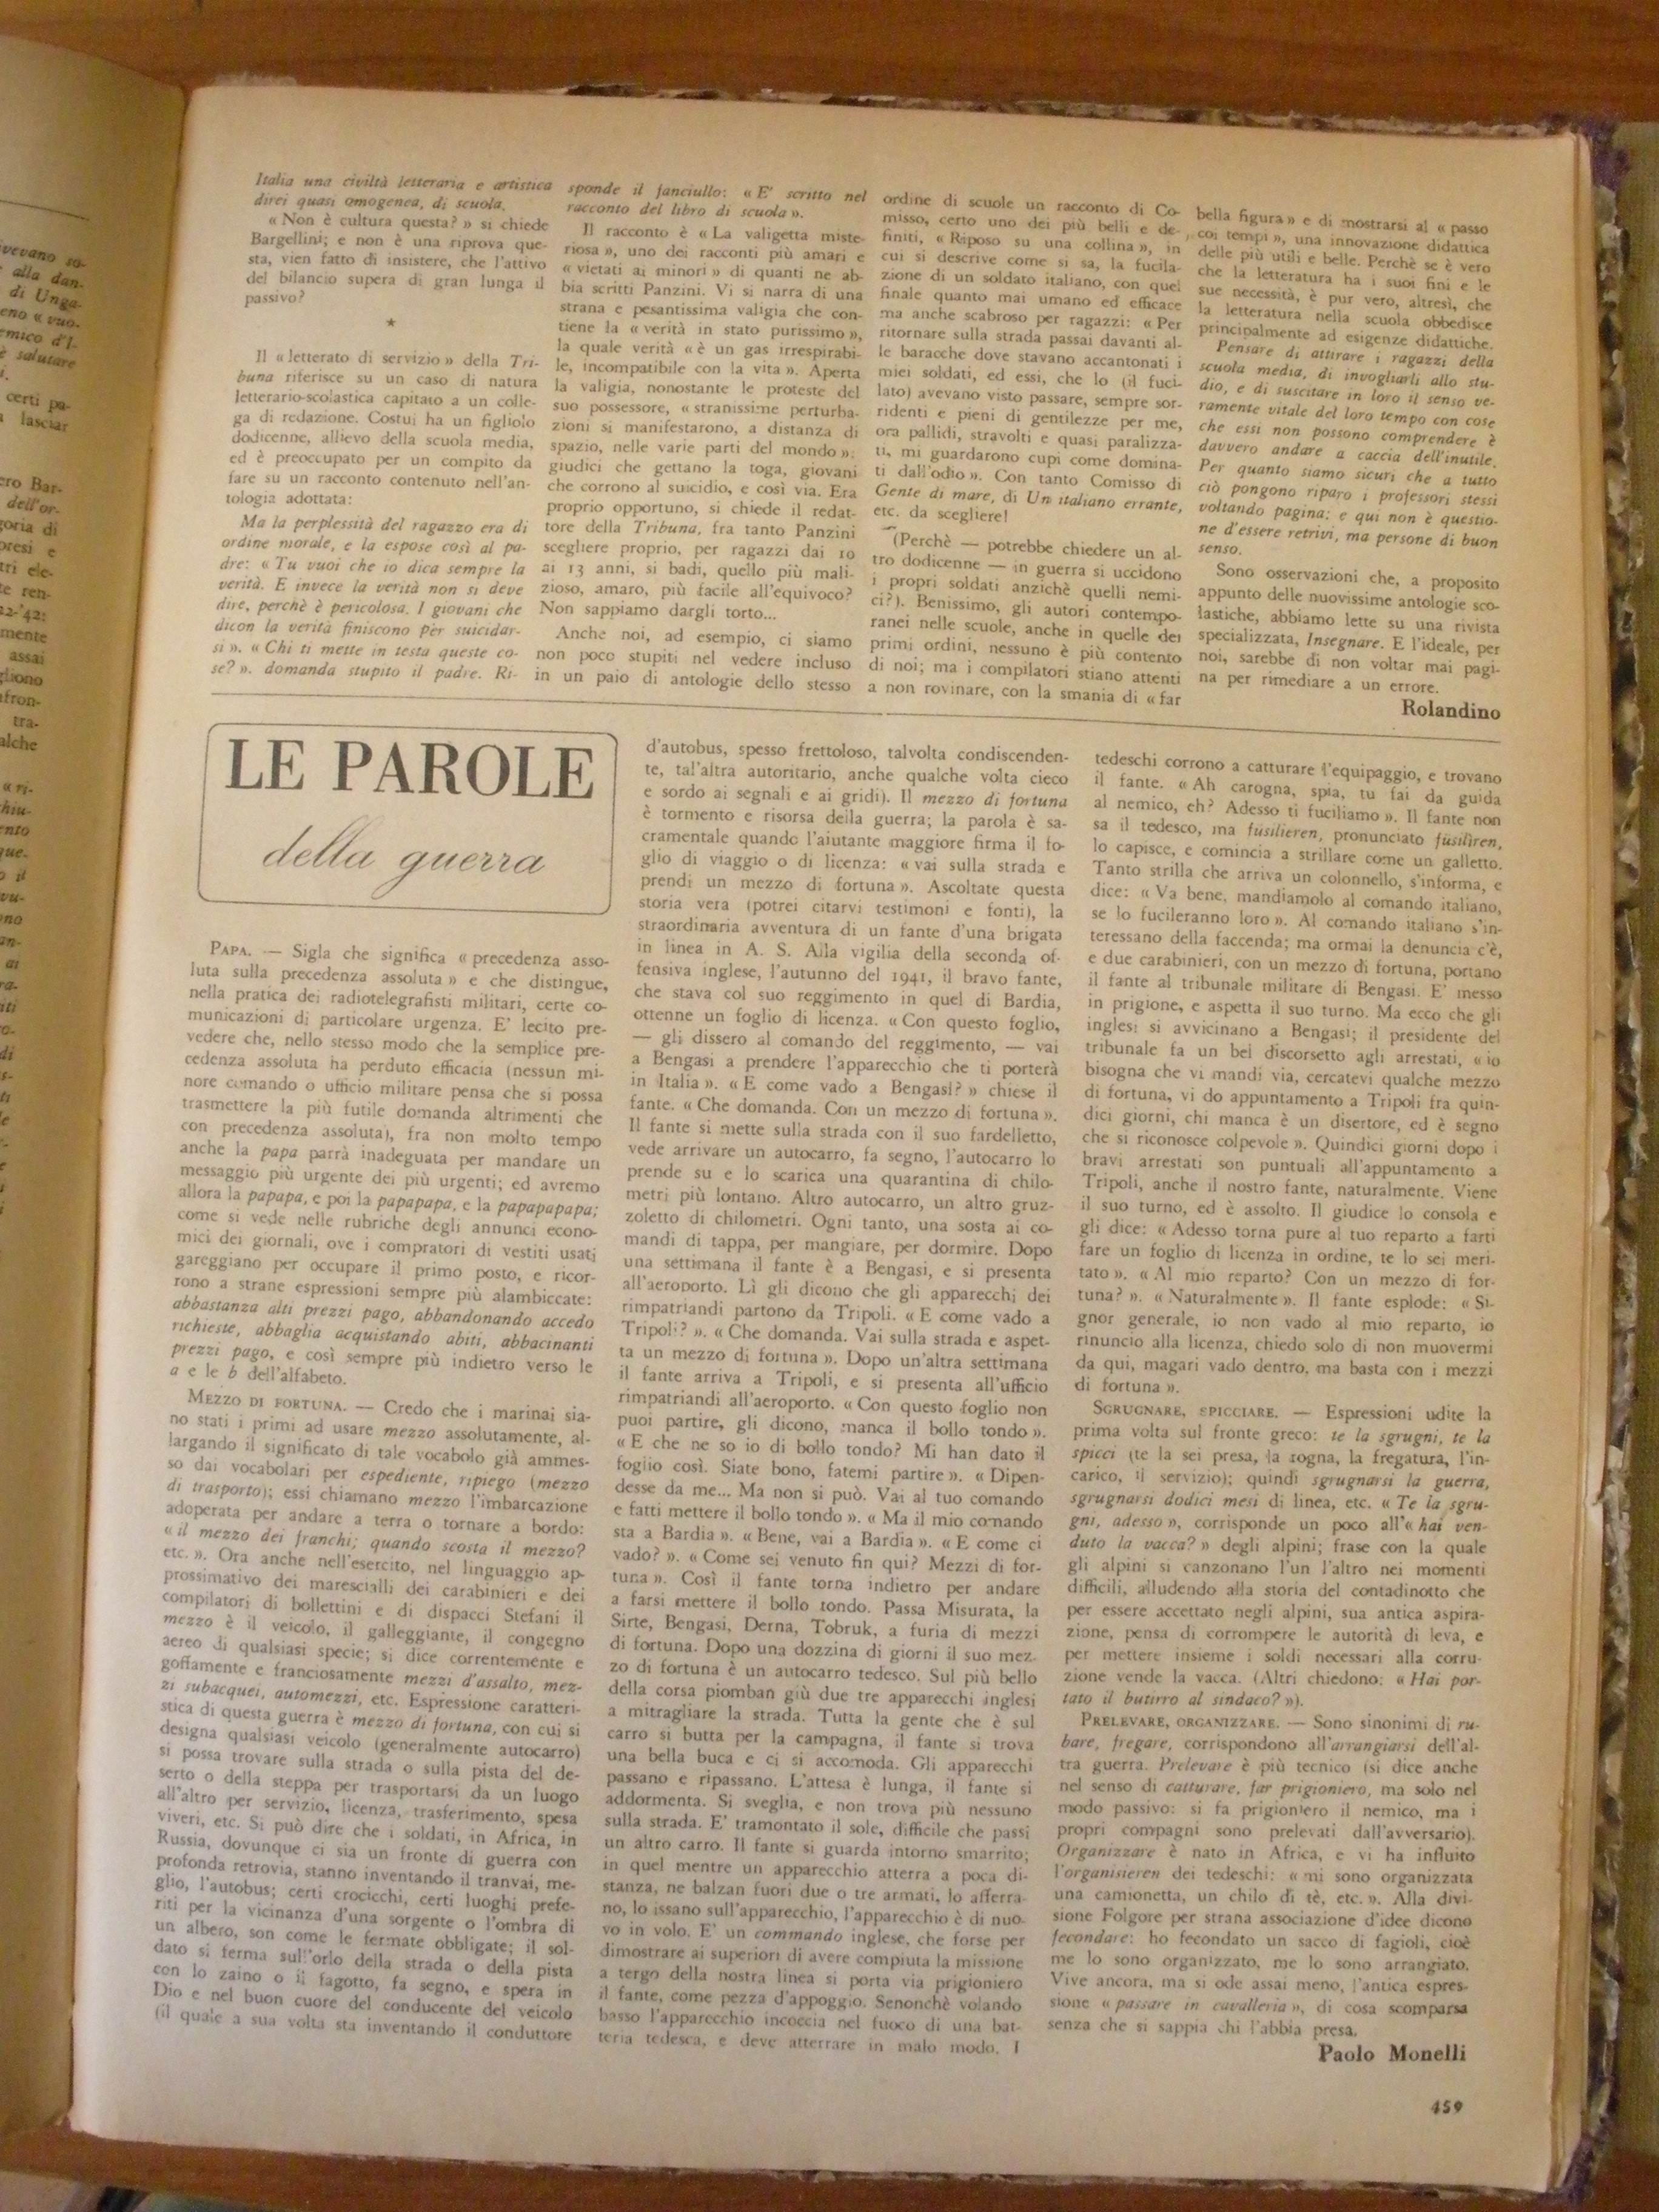 vevano so-
alla dan-
di Unga-
eno « vuo-
mico d'I-
è salutare
certi pa-
lasciar
ero Bar-
dell'or-
goria di
presi e
tri ele-
te ren-
22-'42:
mente
assai
gliono
fron-
tra-
alche
Italia una civiltà letteraria e artistica
direi quasi omogenea, di scuola.
« Non è cultura questa? » si chiede
Bargellini; e non è una riprova que-
sta, vien fatto di insistere, che l'attivo
del bilancio supera di gran lunga il
passivo?
★
Il « letterato di servizio » della Tri-
buna riferisce su un caso di natura
letterario-scolastica capitato a un colle-
ga di redazione. Costui ha un figliolo
dodicenne, allievo della scuola media,
ed è preoccupato per un compito da
fare su un racconto contenuto nell'an-
tologia adottata:
Ma la perplessità del ragazzo era di
ordine morale, e la espose così al pa-
dre: « Tu vuoi che io dica sempre la
verità. E invece la verità non si deve
dire, perchè è pericolosa. I giovani che
dicon la verità finiscono per suicidar-
si ». « Chi ti mette in testa queste co-
se? ». domanda stupito il padre. Ri-
sponde il fanciullo: « E' scritto nel
racconto del libro di scuola ».
Il racconto è « La valigetta miste-
riosa », uno dei racconti più amari e
« vietati ai minori » di quanti ne ab-
bia scritti Panzini. Vi si narra di una
strana e pesantissima valigia che con-
tiene la « verità in stato purissimo »,
la quale verità « è un gas irrespirabi-
le, incompatibile con la vita ». Aperta
la valigia, nonostante le proteste del
suo possessore, « stranissime perturba-
zioni si manifestarono, a distanza di
spazio, nelle varie parti del mondo »:
giudici che gettano la toga, giovani
che corrono al suicidio, e così via. Era
proprio opportuno, si chiede il redat-
tore della Tribuna, fra tanto Panzini
scegliere proprio, per ragazzi dai 10
ai 13 anni, si badi, quello più mali-
zioso, amaro, più facile all'equivoco?
Non sappiamo dargli torto...
Anche noi, ad esempio, ci siamo
non poco stupiti nel vedere incluso
in un paio di antologie dello stesso
ordine di scuole un racconto di Co-
misso, certo uno dei più belli e de-
finiti, « Riposo su una collina », in
cui si descrive come si sa, la fucila-
zione di un soldato italiano, con quel
finale quanto mai umano ed efficace
ma anche scabroso per ragazzi: « Per
ritornare sulla strada passai davanti al-
le baracche dove stavano accantonati i
miei soldati, ed essi, che lo (il fuci-
lato) avevano visto passare, sempre sor-
ridenti e pieni di gentilezze per me,
ora pallidi, stravolti e quasi paralizza-
ti, mi guardarono cupi come domina-
ti dall'odio ». Con tanto Comisso di
Gente di mare, di Un italiano errante,
etc. da scegliere!
(Perchè — potrebbe chiedere un al-
tro dodicenne — in guerra si uccidono
i propri soldati anzichè quelli nemi-
ci?). Benissimo, gli autori contempo-
ranei nelle scuole, anche in quelle dei
primi ordini, nessuno è più contento
di noi; ma i compilatori stiano attenti
a non rovinare, con la smania di « far
bella figura » e di mostrarsi al « passo
coi tempi », una innovazione didattica
delle più utili e belle. Perchè se è vero
che la letteratura ha i suoi fini e le
sue necessità, è pur vero, altresì, che
la letteratura nella scuola obbedisce
principalmente ad esigenze didattiche.
Pensare di attirare i ragazzi della
scuola media, di invogliarli allo stu-
dio, e di suscitare in loro il senso ve-
ramente vitale del loro tempo con cose
che essi non possono comprendere è
davvero andare a caccia dell'inutile.
Per quanto siamo sicuri che a tutto
ciò pongono riparo i professori stessi
voltando pagina; e qui non è questio-
ne d'essere retrivi, ma persone di buon
senso.
Sono osservazioni che, a proposito
appunto delle nuovissime antologie sco-
lastiche, abbiamo lette su una rivista
specializzata, Insegnare. E l'ideale, per
noi, sarebbe di non voltar mai pagi-
na per rimediare a un errore.
Rolandino
LE PAROLE
della guerra
PAPA. — Sigla che significa « precedenza asso-
luta sulla precedenza assoluta » e che distingue,
nella pratica dei radiotelegrafisti militari, certe co-
municazioni di particolare urgenza. E' lecito pre-
vedere che, nello stesso modo che la semplice pre-
cedenza assoluta ha perduto efficacia (nessun mi-
nore comando o ufficio militare pensa che si possa
trasmettere la più futile domanda altrimenti che
con precedenza assoluta), fra non molto tempo
anche la papa parrà inadeguata per mandare un
messaggio più urgente dei più urgenti; ed avremo
allora la papapa, e poi la papapapa, e la papapapapa;
come si vede nelle rubriche degli annunci econo-
mici dei giornali, ove i compratori di vestiti usati
gareggiano per occupare il primo posto, e ricor-
rono a strane espressioni sempre più alambiccate:
abbastanza alti prezzi pago, abbandonando accedo
richieste, abbaglia acquistando abiti, abbacinanti
prezzi pago, e così sempre più indietro verso le
a e le b dell'alfabeto.
MEZZO DI FORTUNA. — Credo che i marinai sia-
no stati i primi ad usare mezzo assolutamente, al-
largando il significato di tale vocabolo già ammes-
so dai vocabolari per espediente, ripiego (mezzo
di trasporto); essi chiamano mezzo l'imbarcazione
adoperata per andare a terra o tornare a bordo:
« il mezzo dei franchi; quando scosta il mezzo?
etc. ». Ora anche nell'esercito, nel linguaggio ap-
prossimativo dei marescialli dei carabinieri e dei
compilatori di bollettini e di dispacci Stefani il
mezzo è il veicolo, il galleggiante, il congegno
aereo di qualsiasi specie; si dice correntemente e
goffamente e franciosamente mezzi d'assalto, mez-
zi subacquei, automezzi, etc. Espressione caratteri-
stica di questa guerra è mezzo di fortuna, con cui si
designa qualsiasi veicolo (generalmente autocarro)
si possa trovare sulla strada o sulla pista del de-
serto o della steppa per trasportarsi da un luogo
all'altro per servizio, licenza, trasferimento, spesa
viveri, etc. Si può dire che i soldati, in Africa, in
Russia, dovunque ci sia un fronte di guerra con
profonda retrovia, stanno inventando il tranvai, me-
glio, l'autobus; certi crocicchi, certi luoghi prefe-
riti per la vicinanza d'una sorgente o l'ombra di
un albero, son come le fermate obbligate; il sol-
dato si ferma sull'orlo della strada o della pista
con lo zaino o il fagotto, fa segno, e spera in
Dio e nel buon cuore del conducente del veicolo
(il quale a sua volta sta inventando il conduttore
d'autobus, spesso frettoloso, talvolta condiscenden-
te, tal'altra autoritario, anche qualche volta cieco
e sordo ai segnali e ai gridi). Il mezzo di fortuna
è tormento e risorsa della guerra; la parola è sa-
cramentale quando l'aiutante maggiore firma il fo-
glio di viaggio o di licenza: « vai sulla strada e
prendi un mezzo di fortuna ». Ascoltate questa
storia vera (potrei citarvi testimoni e fonti), la
straordinaria avventura di un fante d'una brigata
in linea in A. S. Alla vigilia della seconda of-
fensiva inglese, l'autunno del 1941, il bravo fante,
che stava col suo reggimento in quel di Bardia,
ottenne un foglio di licenza. « Con questo foglio,
— gli dissero al comando del reggimento, — vai
a Bengasi a prendere l'apparecchio che ti porterà
in Italia ». « E come vado a Bengasi? » chiese il
fante. « Che domanda. Con un mezzo di fortuna ».
Il fante si mette sulla strada con il suo fardelletto,
vede arrivare un autocarro, fa segno, l'autocarro lo
prende su e lo scarica una quarantina di chilo-
metri più lontano. Altro autocarro, un altro gruz-
zoletto di chilometri. Ogni tanto, una sosta ai co-
mandi di tappa, per mangiare, per dormire. Dopo
una settimana il fante è a Bengasi, e si presenta
all'aeroporto. Lì gli dicono che gli apparecchi dei
rimpatriandi partono da Tripoli. « E come vado a
Tripoli? ». « Che domanda. Vai sulla strada e aspet-
ta un mezzo di fortuna ». Dopo un'altra settimana
il fante arriva a Tripoli, e si presenta all'ufficio
rimpatriandi all'aeroporto. « Con questo foglio non
puoi partire, gli dicono, manca il bollo tondo ».
« E che ne so io di bollo tondo? Mi han dato il
foglio così. Siate bono, fatemi partire ». « Dipen-
desse da me... Ma non si può. Vai al tuo comando
e fatti mettere il bollo tondo ». « Ma il mio comando
sta a Bardia ». « Bene, vai a Bardia ». « E come ci
vado? ». « Come sei venuto fin qui? Mezzi di for-
tuna ». Così il fante torna indietro per andare
a farsi mettere il bollo tondo. Passa Misurata, la
Sirte, Bengasi, Derna, Tobruk, a furia di mezzi
di fortuna. Dopo una dozzina di giorni il suo mez-
zo di fortuna è un autocarro tedesco. Sul più bello
della corsa piomban giù due tre apparecchi inglesi
a mitragliare la strada. Tutta la gente che è sul
carro si butta per la campagna, il fante si trova
una bella buca e ci si accomoda. Gli apparecchi
passano e ripassano. L'attesa è lunga, il fante si
addormenta. Si sveglia, e non trova più nessuno
sulla strada. E' tramontato il sole, difficile che passi
un altro carro. Il fante si guarda intorno smarrito;
in quel mentre un apparecchio atterra a poca di-
stanza, ne balzan fuori due o tre armati, lo afferra-
no, lo issano sull'apparecchio, l'apparecchio è di nuo-
vo in volo. E' un commando inglese, che forse per
dimostrare ai superiori di avere compiuta la missione
a tergo della nostra linea si porta via prigioniero
il fante, come pezza d'appoggio. Senonchè volando
basso l'apparecchio incoccia nel fuoco di una bat-
teria tedesca, e deve atterrare in malo modo. I
tedeschi corrono a catturare l'equipaggio, e trovano
il fante. « Ah carogna, spia, tu fai da guida
al nemico, eh? Adesso ti fuciliamo ». Il fante non
sa il tedesco, ma füsilieren, pronunciato füsilìren,
lo capisce, e comincia a strillare come un galletto.
Tanto strilla che arriva un colonnello, s'informa, e
dice: « Va bene, mandiamolo al comando italiano,
se lo fucileranno loro ». Al comando italiano s'in-
teressano della faccenda; ma ormai la denuncia c'è,
e due carabinieri, con un mezzo di fortuna, portano
il fante al tribunale militare di Bengasi. E' messo
in prigione, e aspetta il suo turno. Ma ecco che gli
inglesi si avvicinano a Bengasi; il presidente del
tribunale fa un bel discorsetto agli arrestati, « io
bisogna che vi mandi via, cercatevi qualche mezzo
di fortuna, vi do appuntamento a Tripoli fra quin-
dici giorni, chi manca è un disertore, ed è segno
che si riconosce colpevole ». Quindici giorni dopo i
bravi arrestati son puntuali all'appuntamento a
Tripoli, anche il nostro fante, naturalmente. Viene
il suo turno, ed è assolto. Il giudice lo consola e
gli dice: « Adesso torna pure al tuo reparto a farti
fare un foglio di licenza in ordine, te lo sei meri-
tato ». « Al mio reparto? Con un mezzo di for-
tuna? ». « Naturalmente ». Il fante esplode: « Si-
gnor generale, io non vado al mio reparto, io
rinuncio alla licenza, chiedo solo di non muovermi
da qui, magari vado dentro, ma basta con i mezzi
di fortuna ».
SGRUGNARE, SPICCIARE. — Espressioni udite la
prima volta sul fronte greco: te la sgrugni, te la
spicci (te la sei presa, la rogna, la fregatura, l'in-
carico, il servizio); quindi sgrugnarsi la guerra,
sgrugnarsi dodici mesi di linea, etc. « Te la sgru-
gni, adesso », corrisponde un poco all'« hai ven-
duto la vacca? » degli alpini; frase con la quale
gli alpini si canzonano l'un l'altro nei momenti
difficili, alludendo alla storia del contadinotto che
per essere accettato negli alpini, sua antica aspira-
zione, pensa di corrompere le autorità di leva, e
per mettere insieme i soldi necessari alla corru-
zione vende la vacca. (Altri chiedono: « Hai por-
tato il butirro al sindaco? »).
PRELEVARE, ORGANIZZARE. — Sono sinonimi di ru-
bare, fregare, corrispondono all'arrangiarsi dell'al-
tra guerra. Prelevare è più tecnico (si dice anche
nel senso di catturare, far prigioniero, ma solo nel
modo passivo: si fa prigioniero il nemico, ma i
propri compagni sono prelevati dall'avversario).
Organizzare è nato in Africa, e vi ha influito
l'organisieren dei tedeschi: « mi sono organizzata
una camionetta, un chilo di tè, etc. ». Alla divi-
sione Folgore per strana associazione d'idee dicono
fecondare: ho fecondato un sacco di fagioli, cioè
me lo sono organizzato, me lo sono arrangiato.
Vive ancora, ma si ode assai meno, l'antica espres-
sione « passare in cavalleria », di cosa scomparsa
senza che si sappia chi l'abbia presa.
Paolo Monelli
459